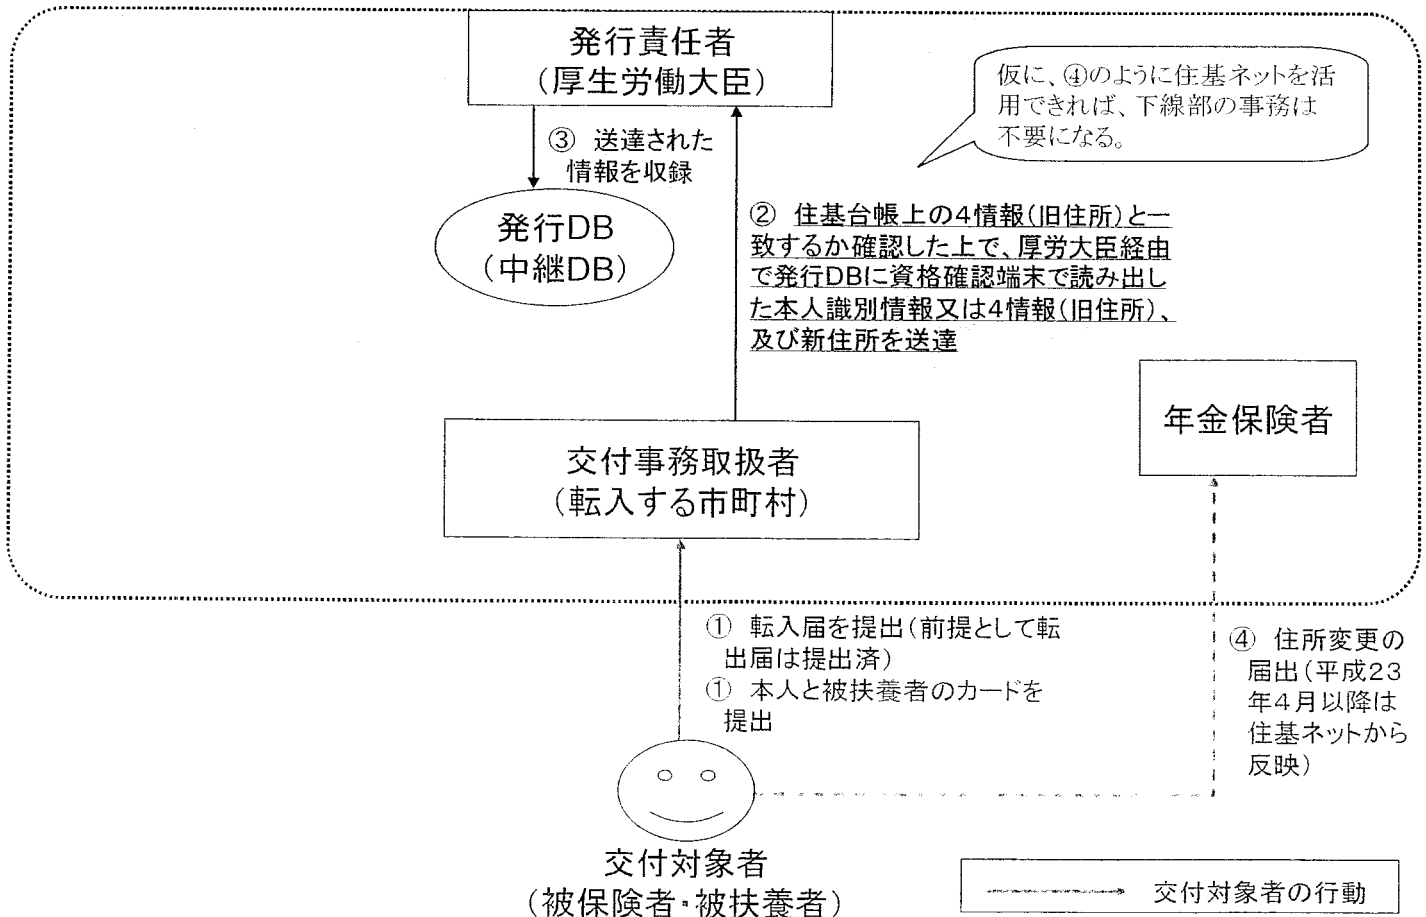 発行責任者
(厚生労働大臣)
仮に、④のように住基ネットを活
用できれば、下線部の事務は
不要になる。
③ 送達された
情報を収録
発行DB
(中継DB)
② 住基台帳上の4情報(旧住所)と一
致するか確認した上で、厚労大臣経由
で発行DBに資格確認端末で読み出し
た本人識別情報又は4情報(旧住所)、
及び新住所を送達
年金保険者
交付事務取扱者
(転入する市町村)
① 転入届を提出(前提として転
出届は提出済)
① 本人と被扶養者のカードを
提出
④ 住所変更の
届出(平成23
年4月以降は
住基ネットから
反映)
交付対象者
(被保険者・被扶養者)
交付対象者の行動